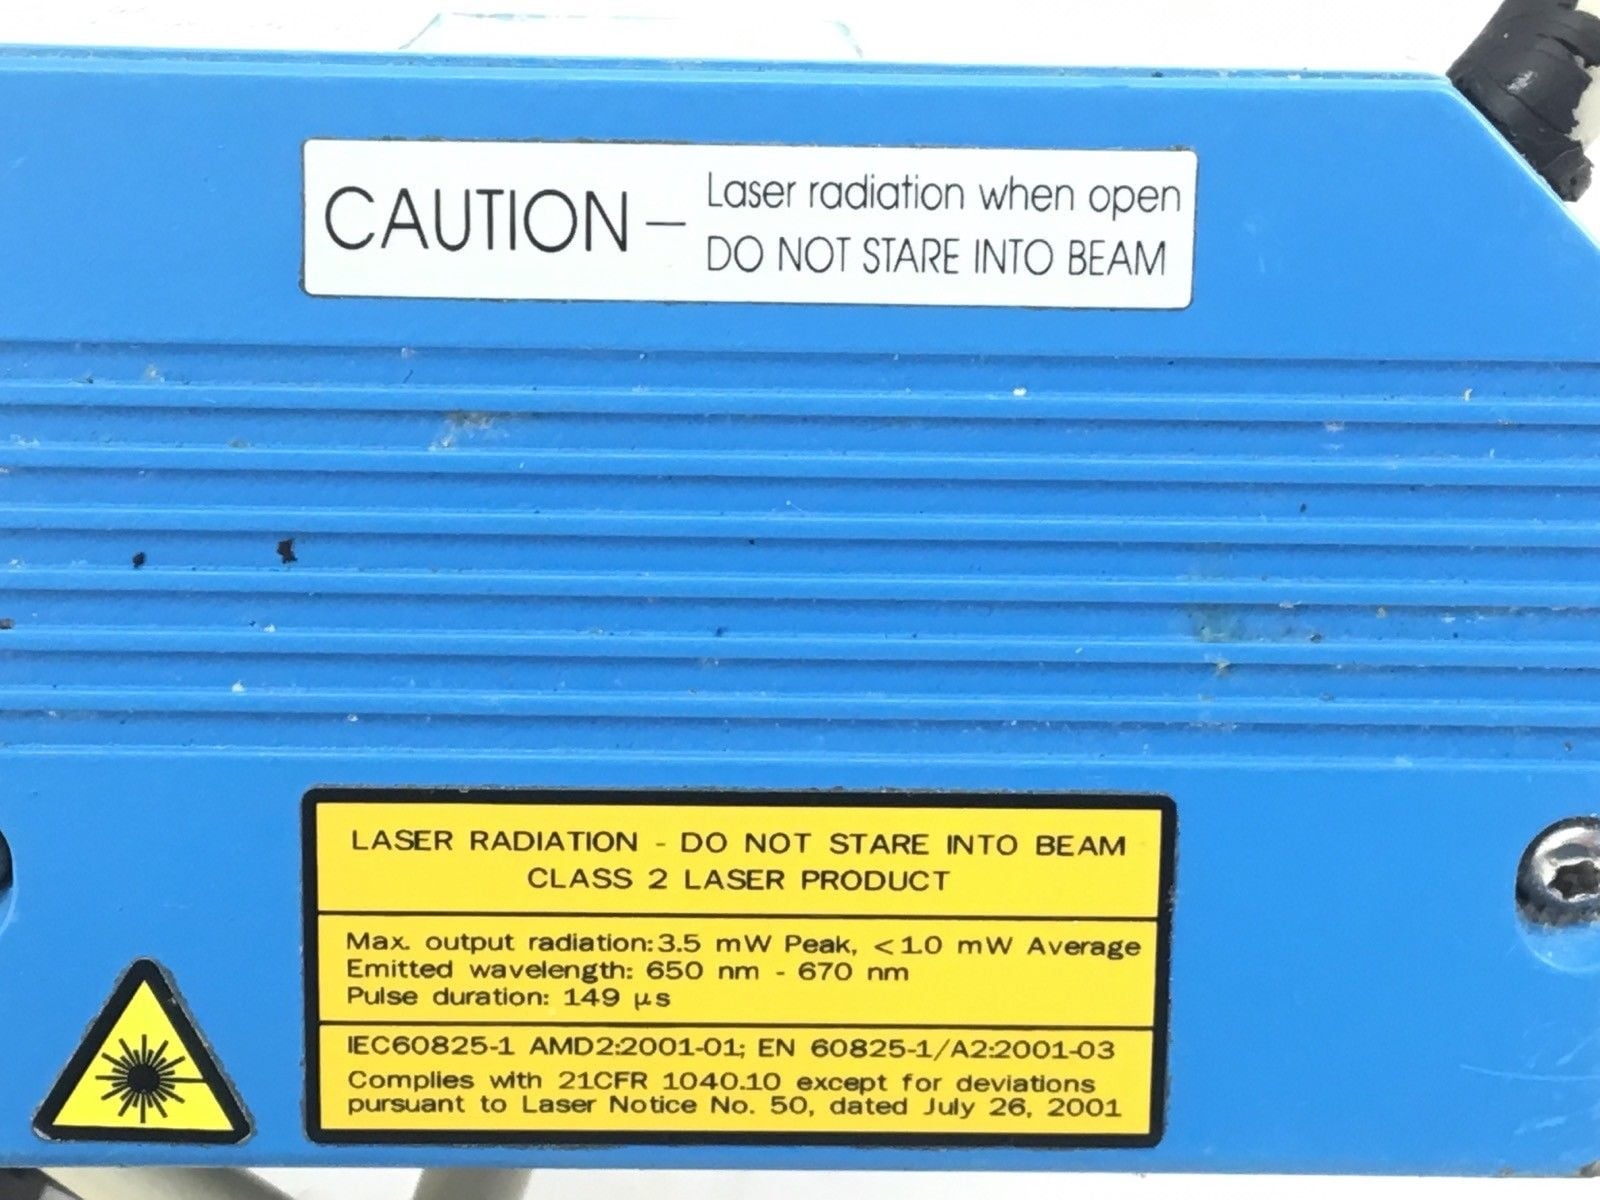 CAUTION – Laser radiation when open
DO NOT STARE INTO BEAM
LASER RADIATION - DO NOT STARE INTO BEAM
CLASS 2 LASER PRODUCT
Max. output radiation: 3.5 mW Peak, <1.0 mW Average
Emitted wavelength: 650 nm - 670 nm
Pulse duration: 149 µs
IEC60825-1 AMD2:2001-01; EN 60825-1/A2:2001-03
Complies with 21CFR 1040.10 except for deviations
pursuant to Laser Notice No. 50, dated July 26, 2001